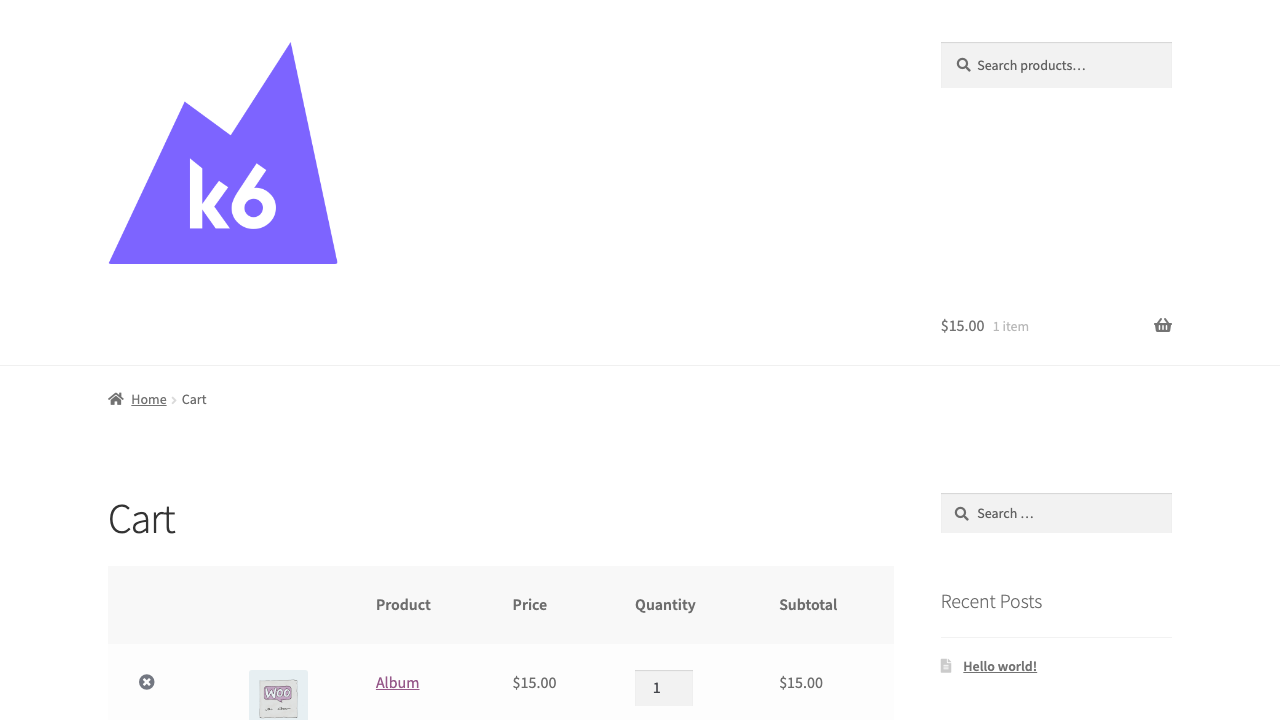 k6
Search products…
$15.00 1 item
Home Cart
Cart
Search …
Product Price Quantity Subtotal
Recent Posts
Hello world!
Album $15.00 1 $15.00
WOO